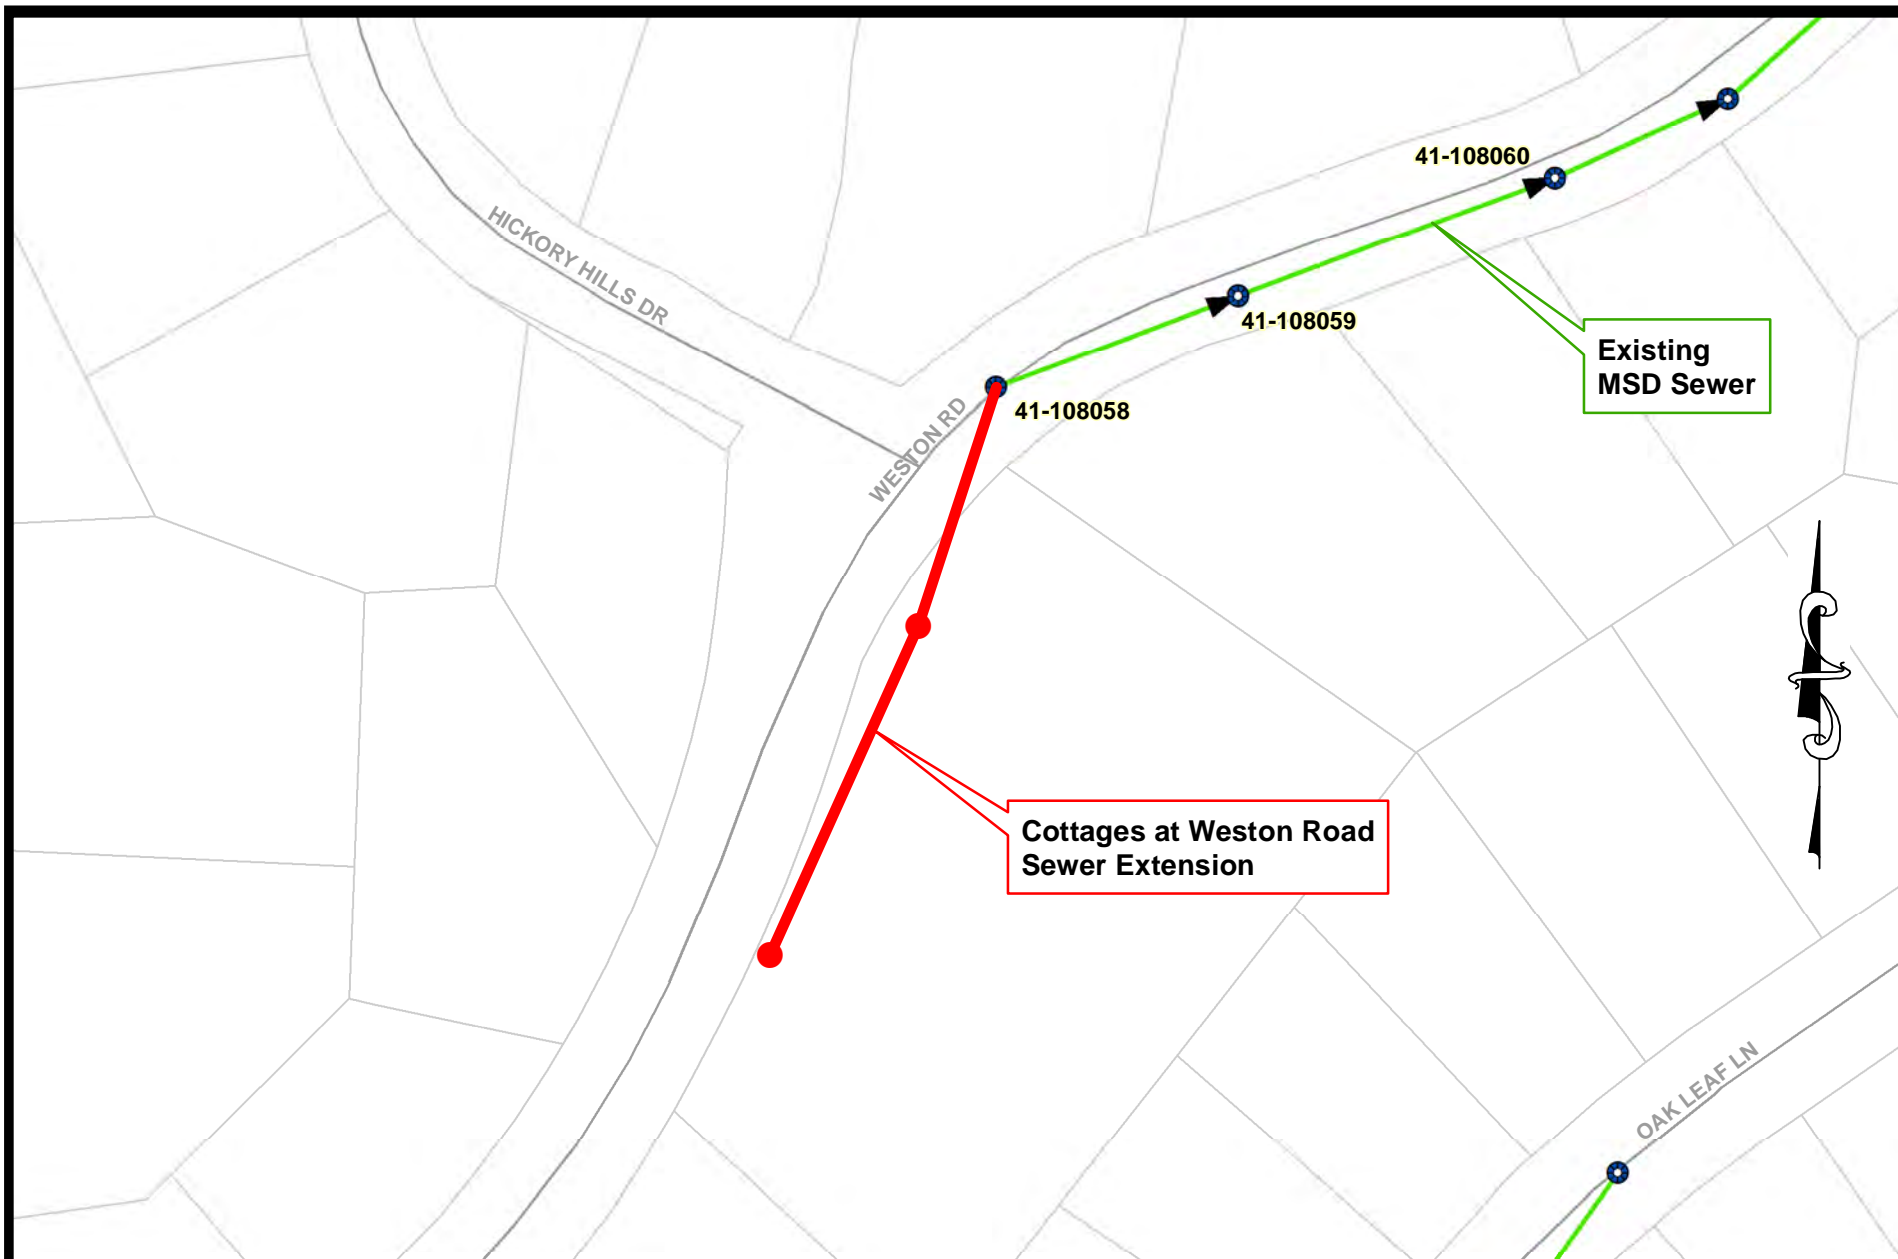 41-108060
HICKORY HILLS DR
41-108059
Existing
MSD Sewer
WESTON RD
41-108058
Cottages at Weston Road
Sewer Extension
OAK LEAF LN